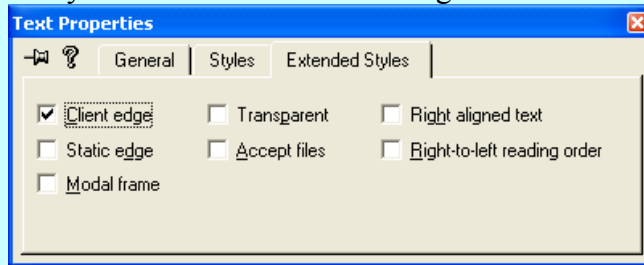 Text Properties
General Styles Extended Styles
Client edge Transparent Right aligned text
Static edge Accept files Right-to-left reading order
Modal frame